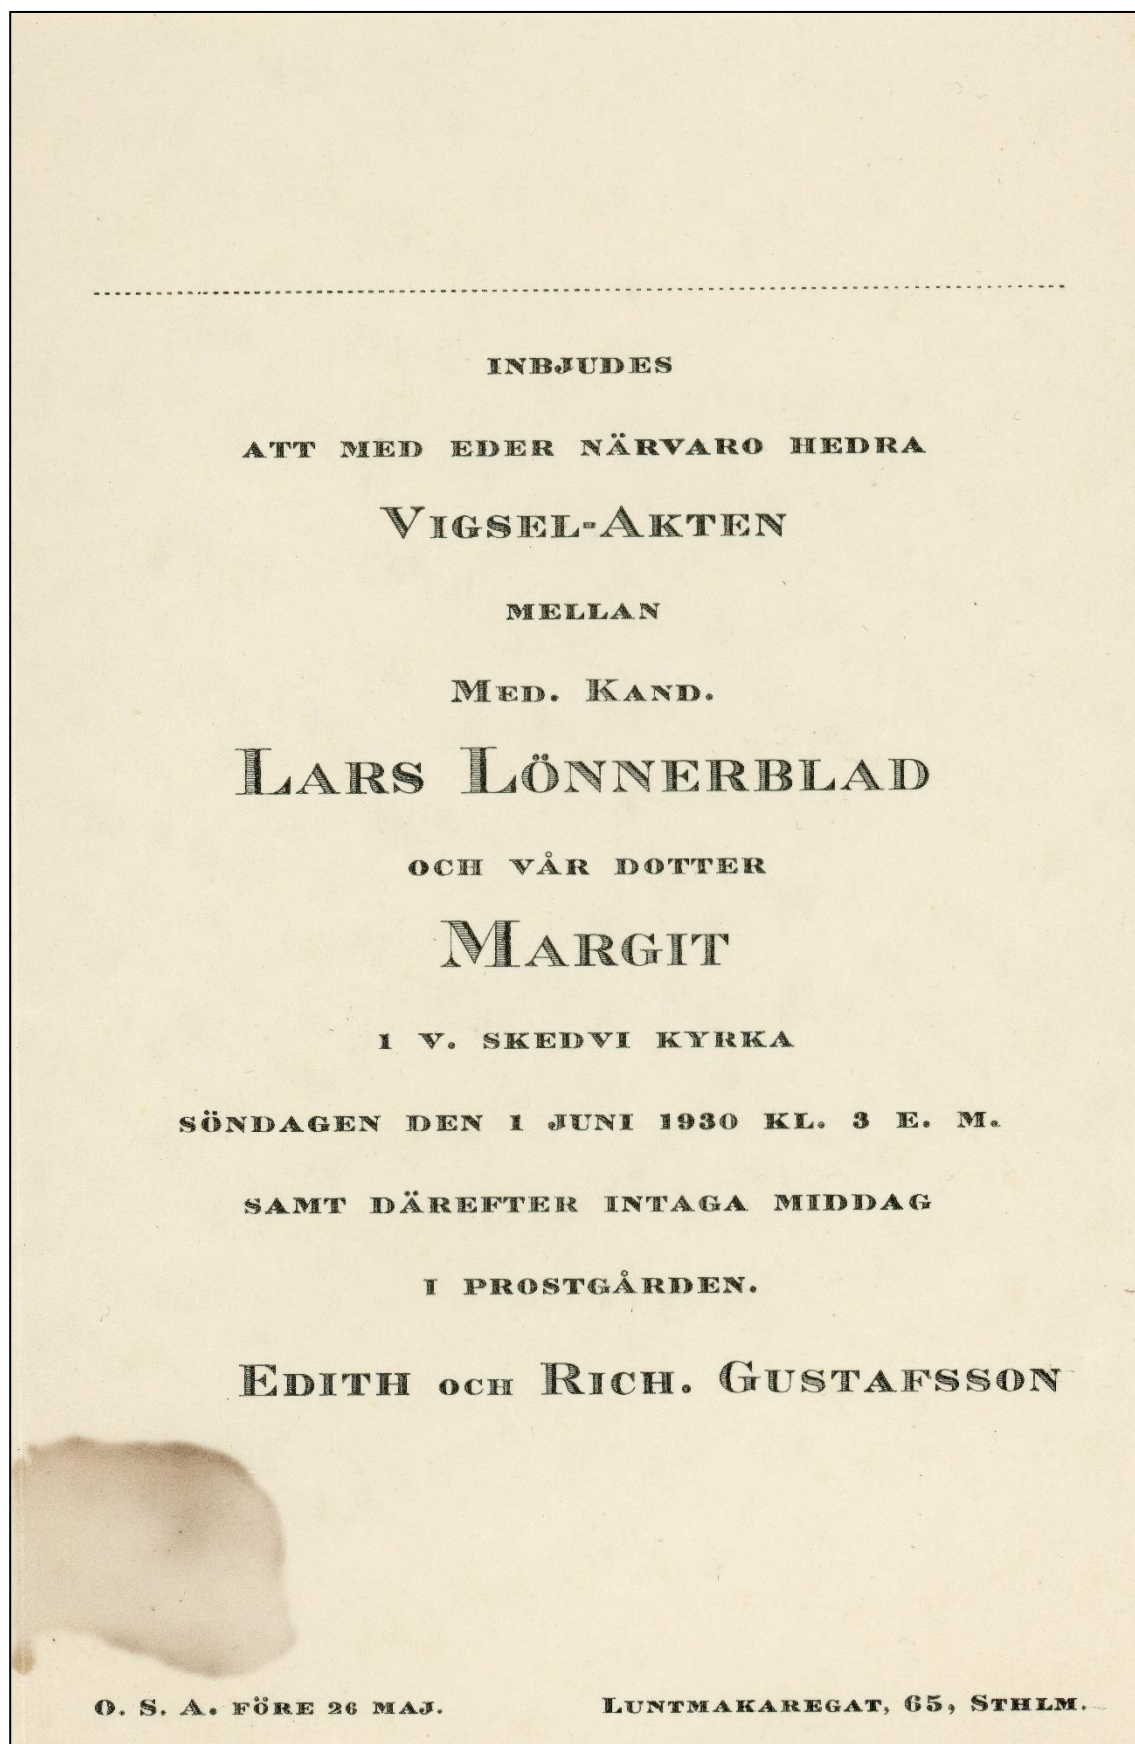 INBJUDES
ATT MED EDER NÄRVARO HEDRA
VIGSEL-AKTEN
MELLAN
MED. KAND.
LARS LÖNNERBLAD
OCH VÅR DOTTER
MARGIT
I V. SKEDVI KYRKA
SÖNDAGEN DEN 1 JUNI 1930 KL. 3 E. M.
SAMT DÄREFTER INTAGA MIDDAG
I PROSTGÅRDEN.
EDITH OCH RICH. GUSTAFSSON
O. S. A. FÖRE 26 MAJ. LUNTMAKAREGAT, 65, STHLM.